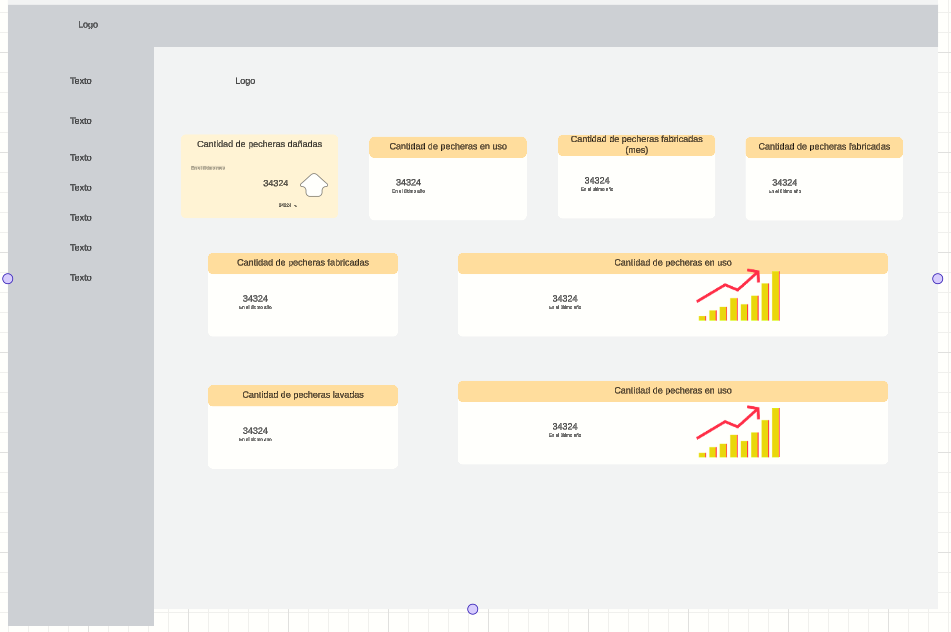 Logo
Texto
Logo
Texto
Texto
Texto
Texto
Texto
Texto
Cantidad de pecheras dañadas
34324
Cantidad de pecheras en uso
34324
En el último año
Cantidad de pecheras fabricadas
(mes)
34324
En el último año
Cantidad de pecheras fabricadas
34324
En el último año
Cantidad de pecheras fabricadas
34324
En el último año
Cantidad de pecheras en uso
34324
En el último año
Cantidad de pecheras lavadas
34324
En el último año
Cantidad de pecheras en uso
34324
En el último año